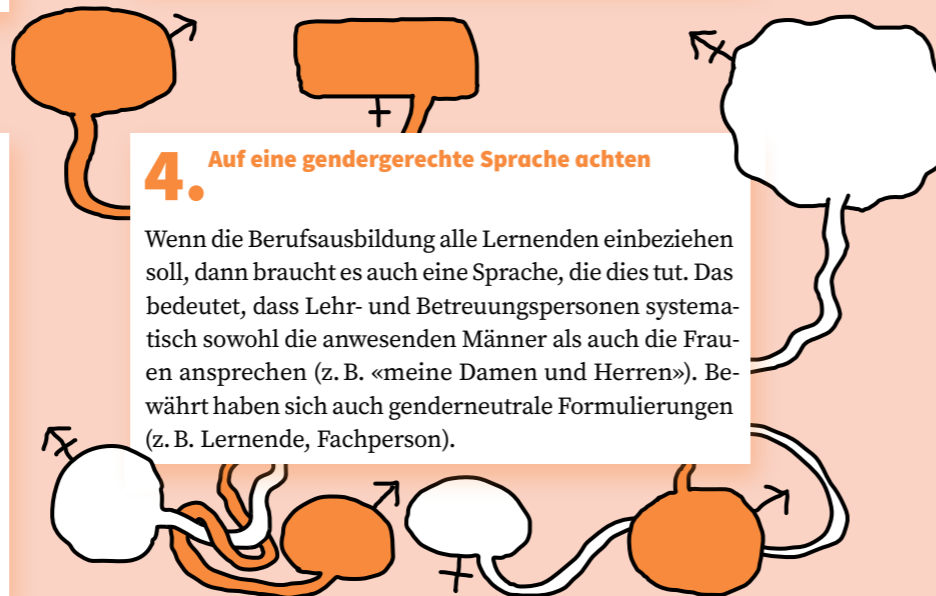 4. Auf eine gendergerechte Sprache achten
Wenn die Berufsausbildung alle Lernenden einbeziehen
soll, dann braucht es auch eine Sprache, die dies tut. Das
bedeutet, dass Lehr- und Betreuungspersonen systema-
tisch sowohl die anwesenden Männer als auch die Frau-
en ansprechen (z. B. «meine Damen und Herren»). Be-
währt haben sich auch genderneutrale Formulierungen
(z. B. Lernende, Fachperson).